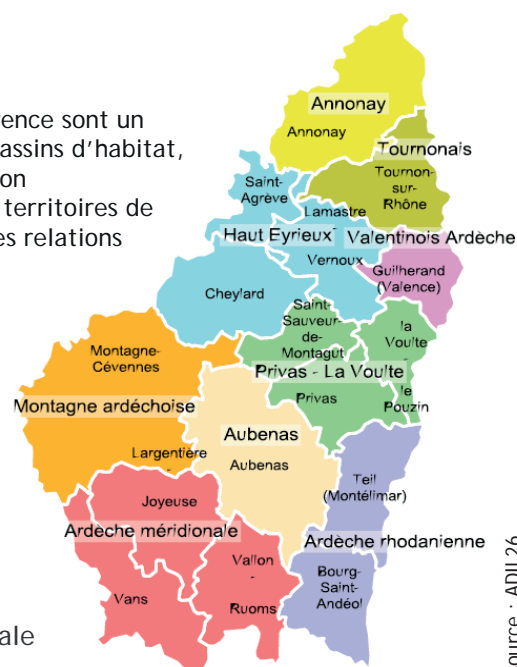 Annonay
Annonay
rence sont un
assins d'habitat,
on
territoires de
es relations
Tournonais
Tournon-
sur-
Rhône
Saint-
Agrève
Lamastre
Haut Eyrieux
Valentinois Ardèche
Vernoux
Guilherand
(Valence)
Cheylard
Saint-
Sauveur-
de-
Montagut
la
Voulte
-
le
Pouzin
Montagne-
Cévennes
Privas - La Voulte
Privas
Montagne ardéchoise
Aubenas
Aubenas
Largentière
-
Joyeuse
Teil
(Montélimar)
Ardèche méridionale
Ardèche rhodanienne
Vallon
-
Ruoms
Bourg-
Saint-
Andéol
Vans
ale
ource : ADIL26